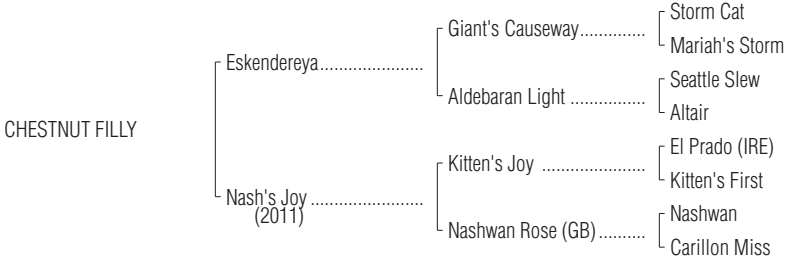 Storm Cat
Giant's Causeway..............
Mariah's Storm
Eskendereya......................
Seattle Slew
Aldebaran Light ................
Altair
CHESTNUT FILLY
El Prado (IRE)
Kitten's Joy ......................
Kitten's First
Nash's Joy ........................
(2011)
Nashwan
Nashwan Rose (GB)..........
Carillon Miss